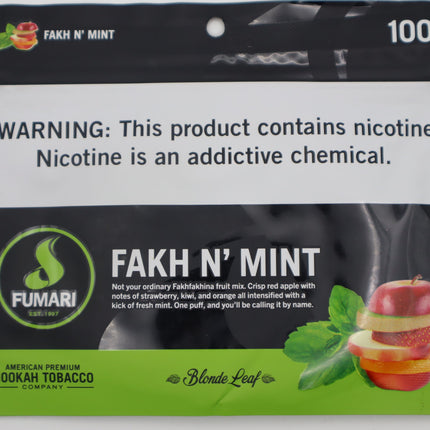 FAKH N' MINT
100
WARNING: This product contains nicotine
Nicotine is an addictive chemical.
FUMARI
EST. 1997
FAKH N' MINT
Not your ordinary Fakhfakhina fruit mix. Crisp red apple with
notes of strawberry, kiwi, and orange all intensified with a
kick of fresh mint. One puff, and you'll be calling it by name.
AMERICAN PREMIUM
OOKAH TOBACCO
COMPANY
Blonde Leaf